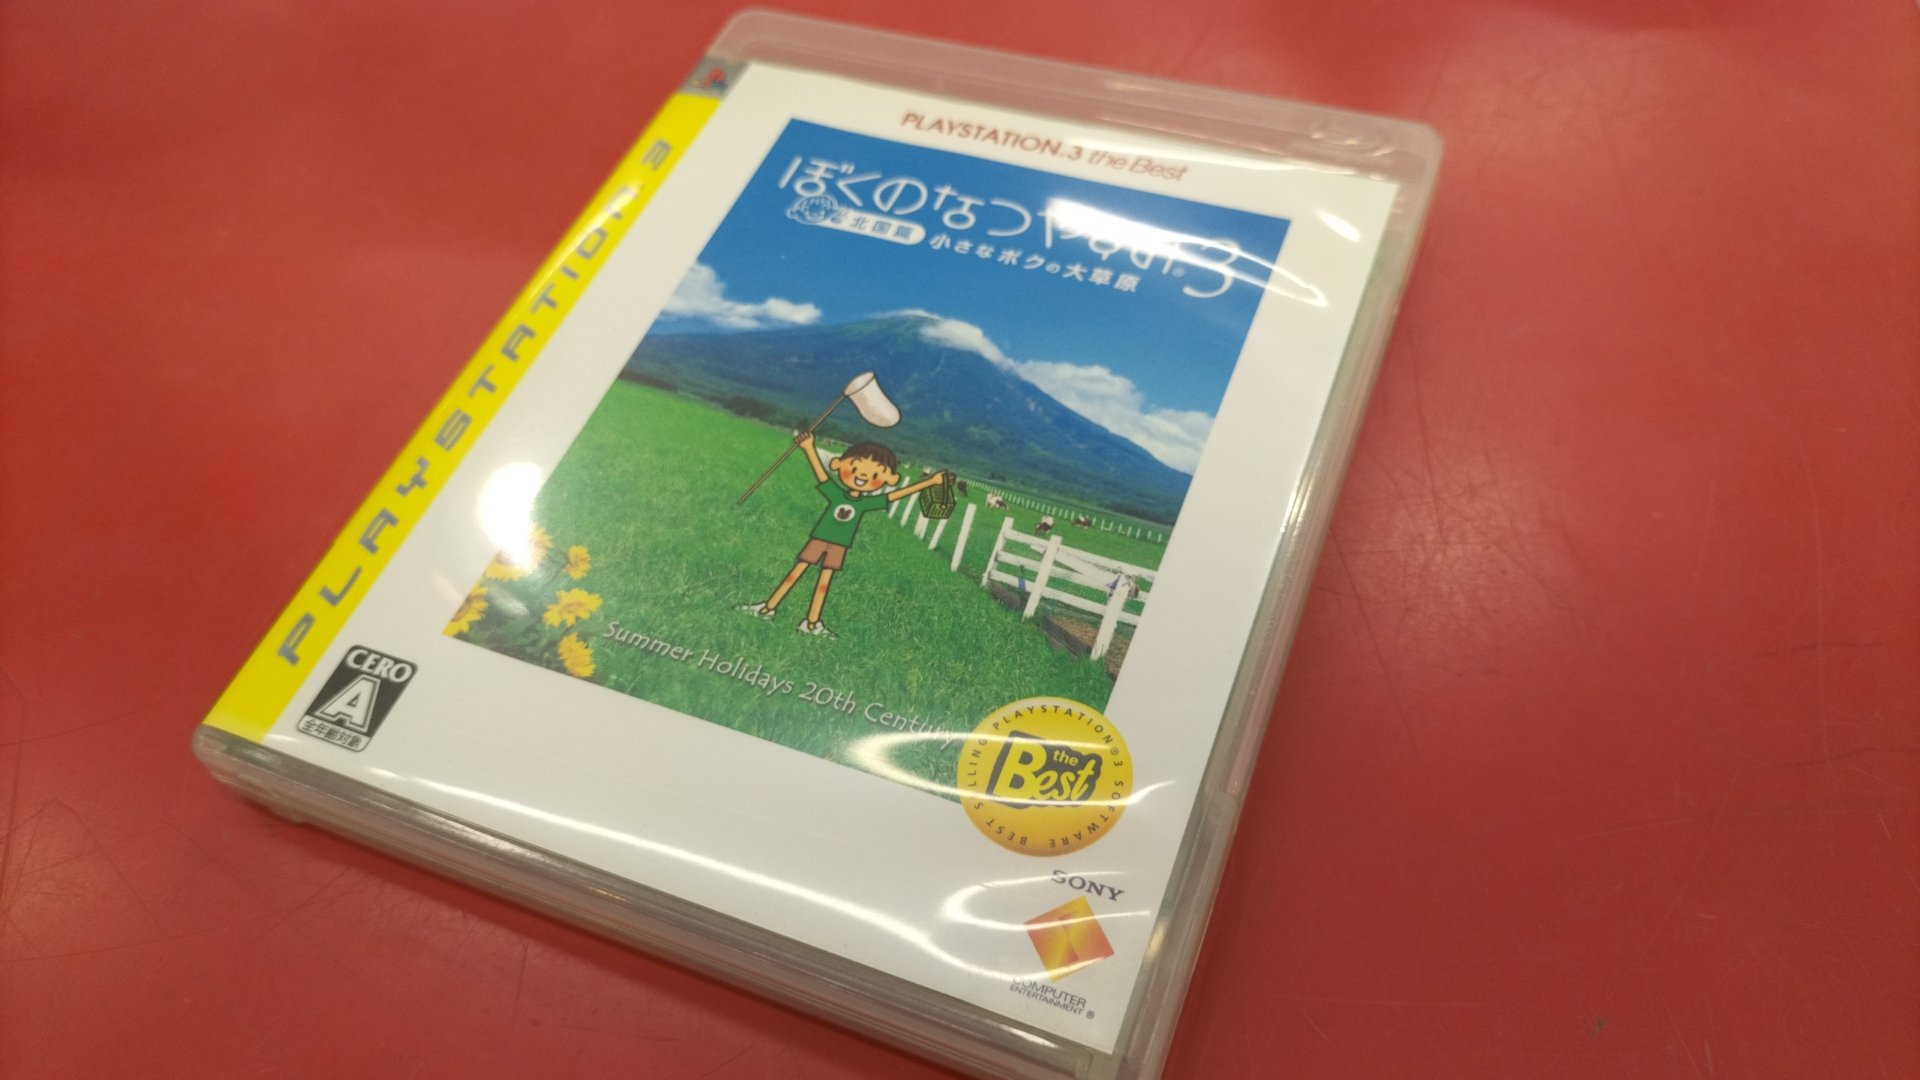 PLAYSTATION 3
PLAYSTATION 3 the Best
ぼくのなつやすみ®3
北国篇 小さなボクの大草原
Summer Holidays 20th Century
CERO
A
全年齢対象
PLAYSTATION®3 SOFTWARE BEST SELLING
the
Best
SONY
COMPUTER
ENTERTAINMENT®